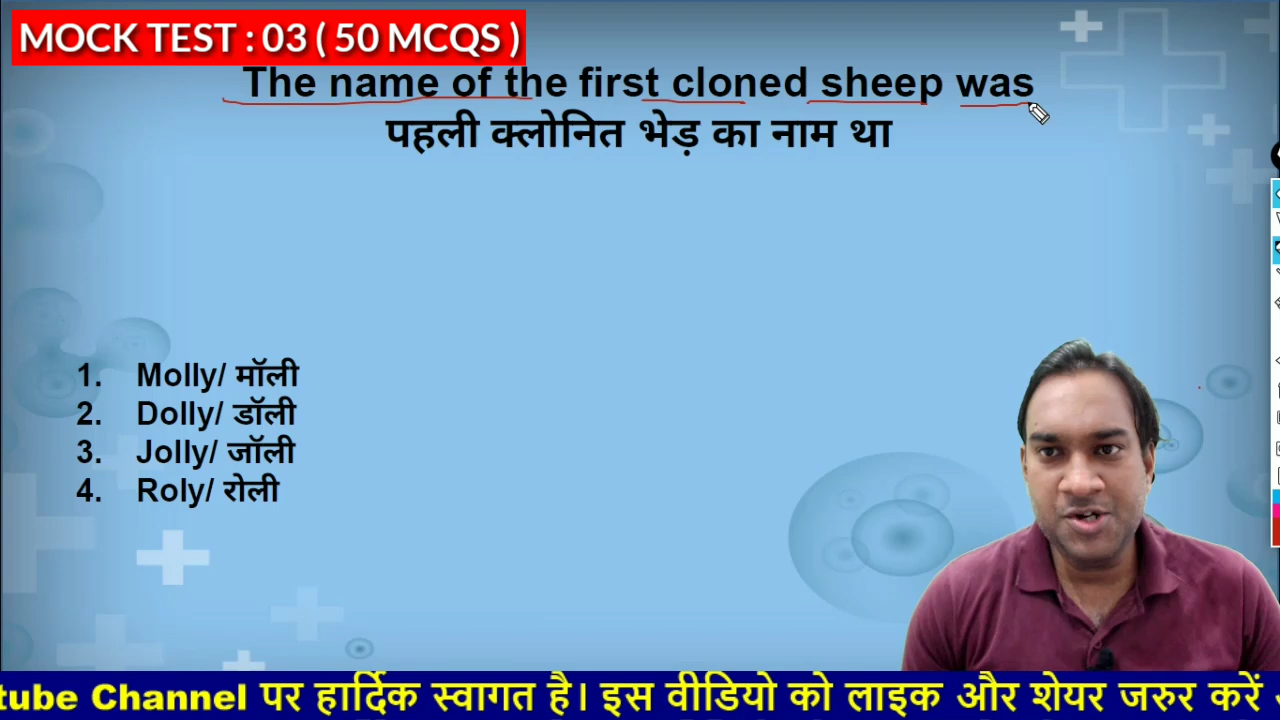 MOCK TEST : 03 ( 50 MCQS )
The name of the first cloned sheep was
पहली क्लोनित भेड़ का नाम था
1. Molly/ मॉली
2. Dolly/ डॉली
3. Jolly/ जॉली
4. Roly/ रोली
tube Channel पर हार्दिक स्वागत है। इस वीडियो को लाइक और शेयर जरुर करें